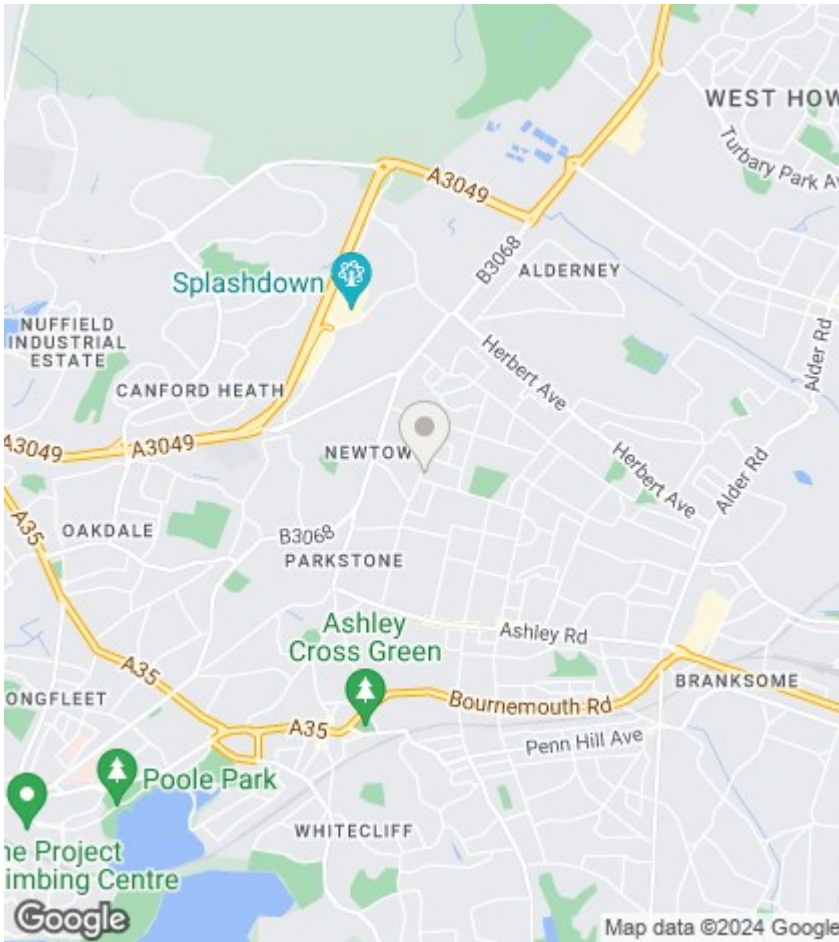 WEST HOW
Turbary Park Av
A3049
B3068
ALDERNEY
Splashdown
NUFFIELD
INDUSTRIAL
ESTATE
Herbert Ave
Alder Rd
CANFORD HEATH
A3049
A3049
NEWTOW
Herbert Ave
Alder Rd
A35
OAKDALE
B3068
PARKSTONE
Ashley
Cross Green
Ashley Rd
A35
BRANKSOME
ONGFLEET
A35
Bournemouth Rd
Penn Hill Ave
Poole Park
WHITECLIFF
he Project
limbing Centre
Google
Map data ©2024 Google